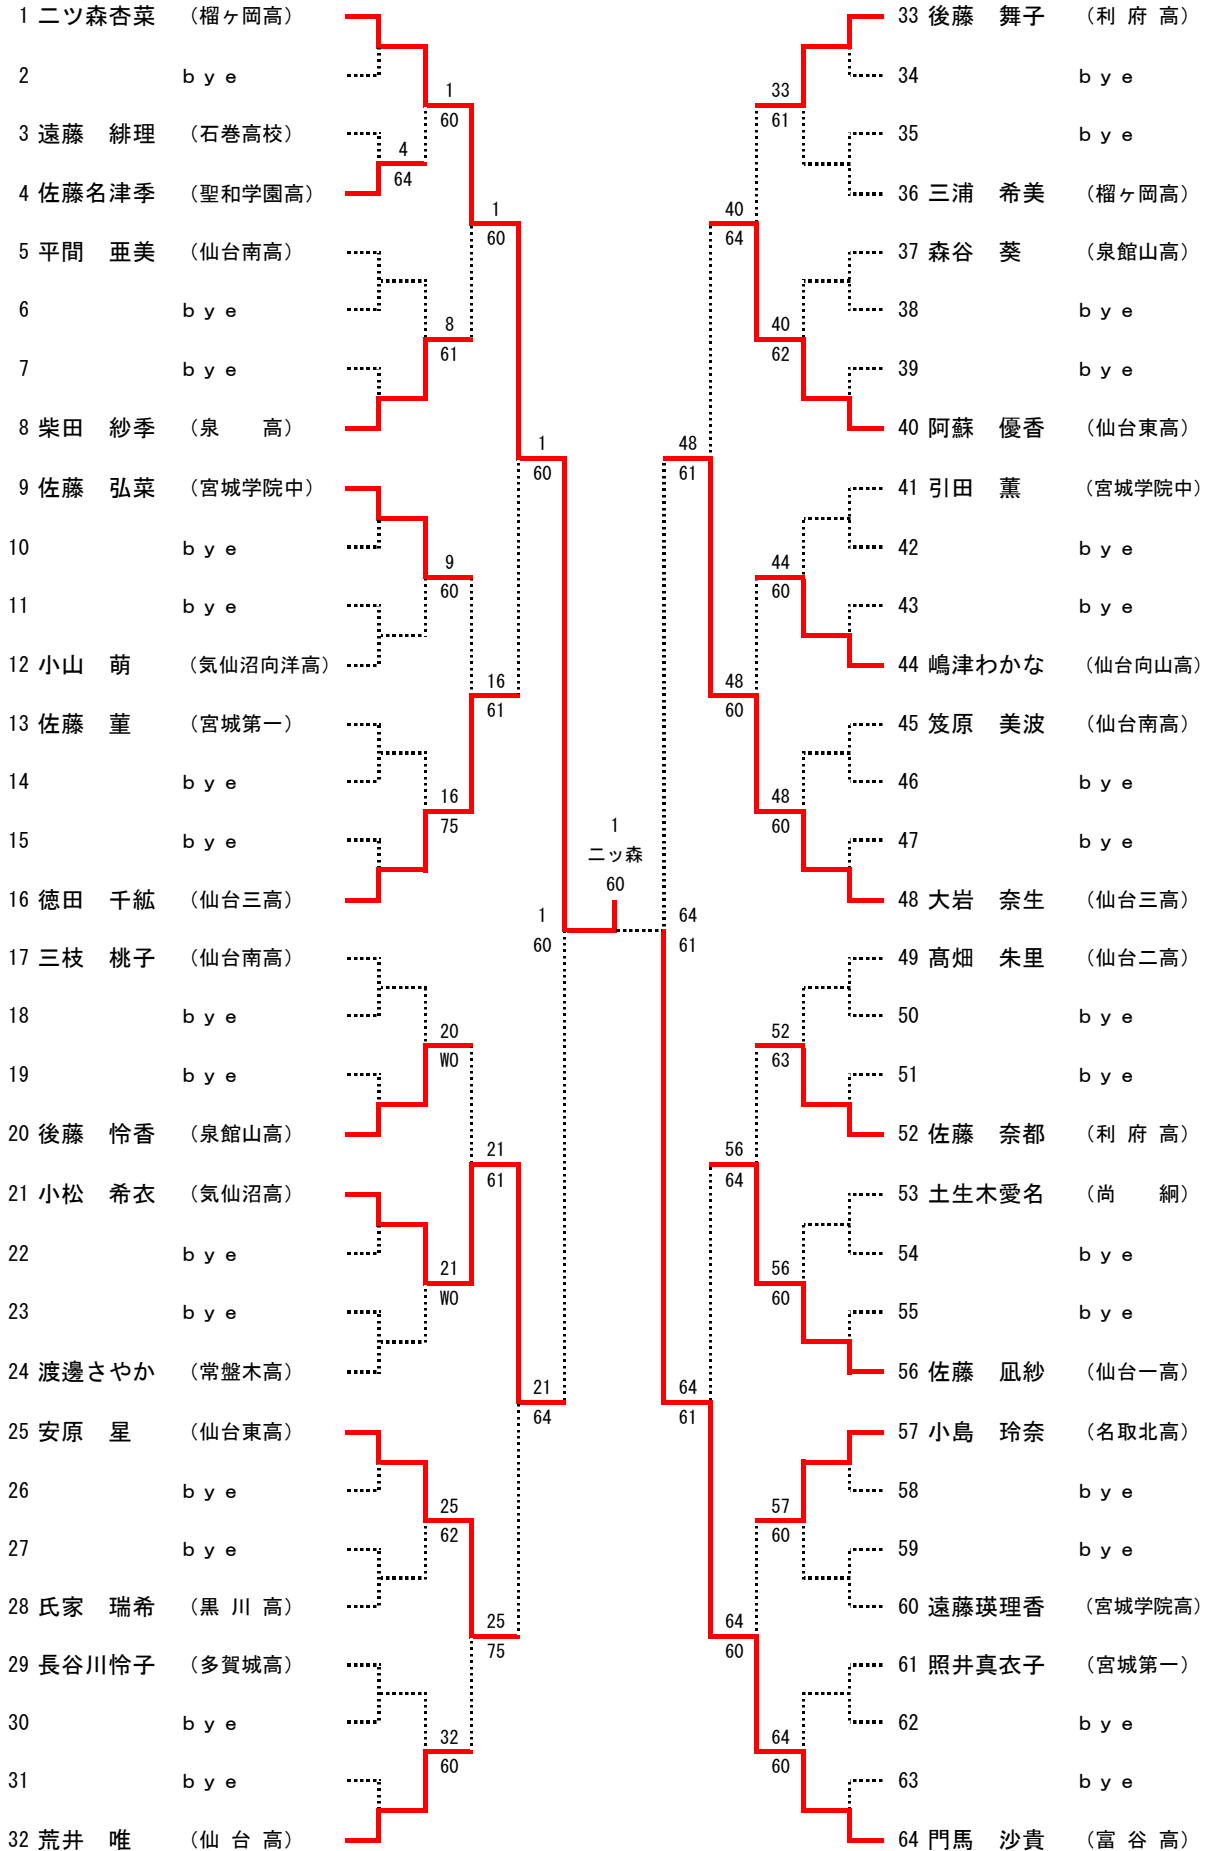 1 二ツ森杏菜 （榴ヶ岡高）
2 ｂｙｅ
1
60
3 遠藤　緋理 （石巻高校）
4
64
4 佐藤名津季 （聖和学園高）
1
60
5 平間　亜美 （仙台南高）
6 ｂｙｅ
8
61
7 ｂｙｅ
8 柴田　紗季 （泉　　高）
1
60
9 佐藤　弘菜 （宮城学院中）
10 ｂｙｅ
9
60
11 ｂｙｅ
12 小山　萌 （気仙沼向洋高）
16
61
13 佐藤　菫 （宮城第一）
14 ｂｙｅ
16
75
15 ｂｙｅ
16 徳田　千紘 （仙台三高）
1
60
17 三枝　桃子 （仙台南高）
18 ｂｙｅ
20
WO
19 ｂｙｅ
20 後藤　怜香 （泉館山高）
21
61
21 小松　希衣 （気仙沼高）
22 ｂｙｅ
21
WO
23 ｂｙｅ
24 渡邊さやか （常盤木高）
21
64
25 安原　星 （仙台東高）
26 ｂｙｅ
25
62
27 ｂｙｅ
28 氏家　瑞希 （黒 川 高）
25
75
29 長谷川怜子 （多賀城高）
30 ｂｙｅ
32
60
31 ｂｙｅ
32 荒井　唯 （仙 台 高）
1
二ッ森
60
33 後藤　舞子 （利 府 高）
34 ｂｙｅ
33
61
35 ｂｙｅ
36 三浦　希美 （榴ヶ岡高）
40
64
37 森谷　葵 （泉館山高）
38 ｂｙｅ
40
62
39 ｂｙｅ
40 阿蘇　優香 （仙台東高）
48
61
41 引田　薫 （宮城学院中）
42 ｂｙｅ
44
60
43 ｂｙｅ
44 嶋津わかな （仙台向山高）
48
60
45 笈原　美波 （仙台南高）
46 ｂｙｅ
48
60
47 ｂｙｅ
48 大岩　奈生 （仙台三高）
64
61
49 髙畑　朱里 （仙台二高）
50 ｂｙｅ
52
63
51 ｂｙｅ
52 佐藤　奈都 （利 府 高）
56
64
53 土生木愛名 （尚　　絅）
54 ｂｙｅ
56
60
55 ｂｙｅ
56 佐藤　凪紗 （仙台一高）
64
61
57 小島　玲奈 （名取北高）
58 ｂｙｅ
57
60
59 ｂｙｅ
60 遠藤瑛理香 （宮城学院高）
64
60
61 照井真衣子 （宮城第一）
62 ｂｙｅ
64
60
63 ｂｙｅ
64 門馬　沙貴 （富 谷 高）